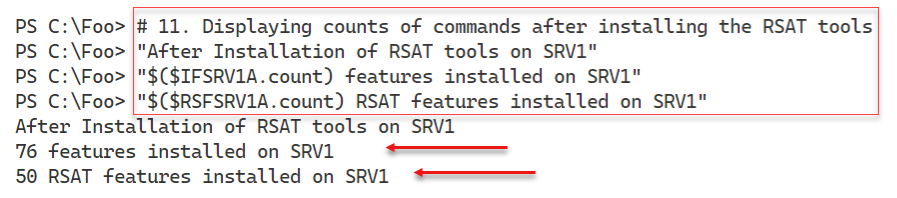 PS C:\Foo> # 11. Displaying counts of commands after installing the RSAT tools
PS C:\Foo> "After Installation of RSAT tools on SRV1"
PS C:\Foo> "$($IFSRV1A.count) features installed on SRV1"
PS C:\Foo> "$($RSFSRV1A.count) RSAT features installed on SRV1"
After Installation of RSAT tools on SRV1
76 features installed on SRV1
50 RSAT features installed on SRV1